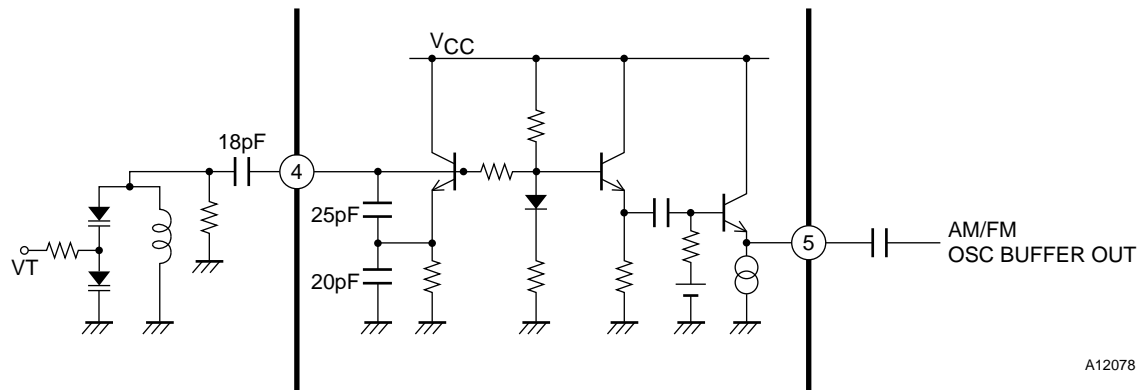 VCC
18pF
4
25pF
20pF
VT
5
AM/FM
OSC BUFFER OUT
A12078